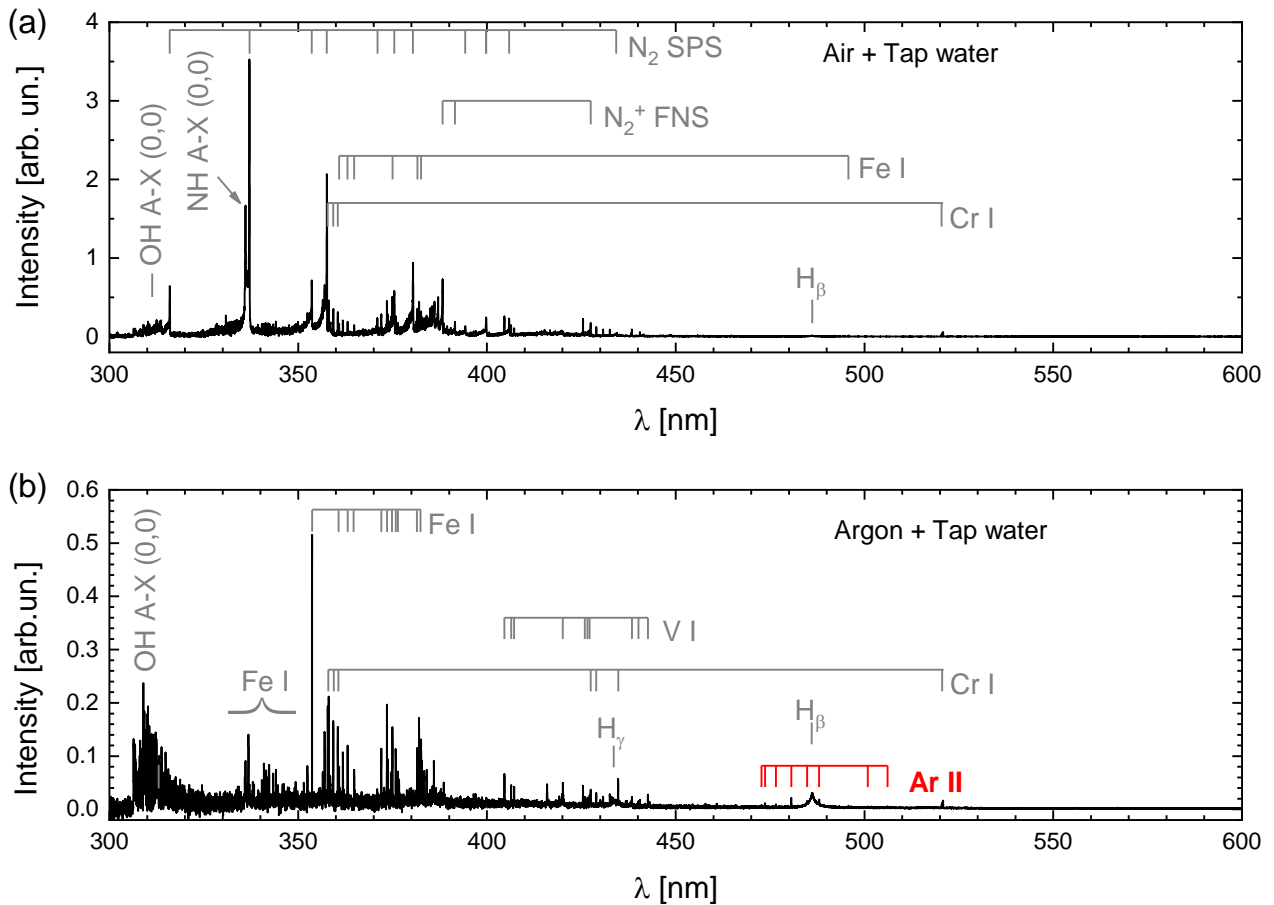 (a)
Air + Tap water
N₂ SPS
N₂⁺ FNS
Fe I
Cr I
OH A-X (0,0)
NH A-X (0,0)
Hβ
Intensity [arb. un.]
4
3
2
1
0
300 350 400 450 500 550 600
λ [nm]
(b)
Argon + Tap water
OH A-X (0,0)
Fe I
Fe I
V I
Cr I
Hγ
Hβ
Ar II
Intensity [arb.un.]
0.6
0.5
0.4
0.3
0.2
0.1
0.0
300 350 400 450 500 550 600
λ [nm]